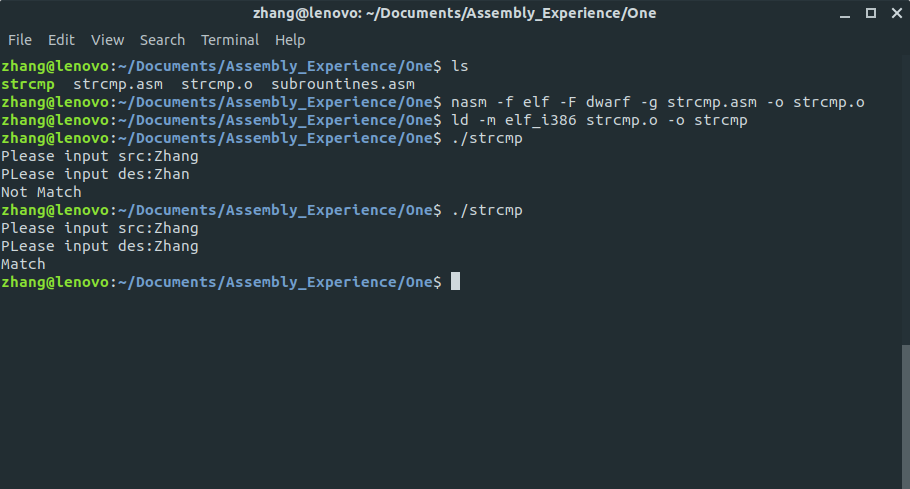 zhang@lenovo: ~/Documents/Assembly_Experience/One
File Edit View Search Terminal Help
zhang@lenovo:~/Documents/Assembly_Experience/One$ ls
strcmp  strcmp.asm  strcmp.o  subrountines.asm
zhang@lenovo:~/Documents/Assembly_Experience/One$ nasm -f elf -F dwarf -g strcmp.asm -o strcmp.o
zhang@lenovo:~/Documents/Assembly_Experience/One$ ld -m elf_i386 strcmp.o -o strcmp
zhang@lenovo:~/Documents/Assembly_Experience/One$ ./strcmp
Please input src:Zhang
PLease input des:Zhan
Not Match
zhang@lenovo:~/Documents/Assembly_Experience/One$ ./strcmp
Please input src:Zhang
PLease input des:Zhang
Match
zhang@lenovo:~/Documents/Assembly_Experience/One$